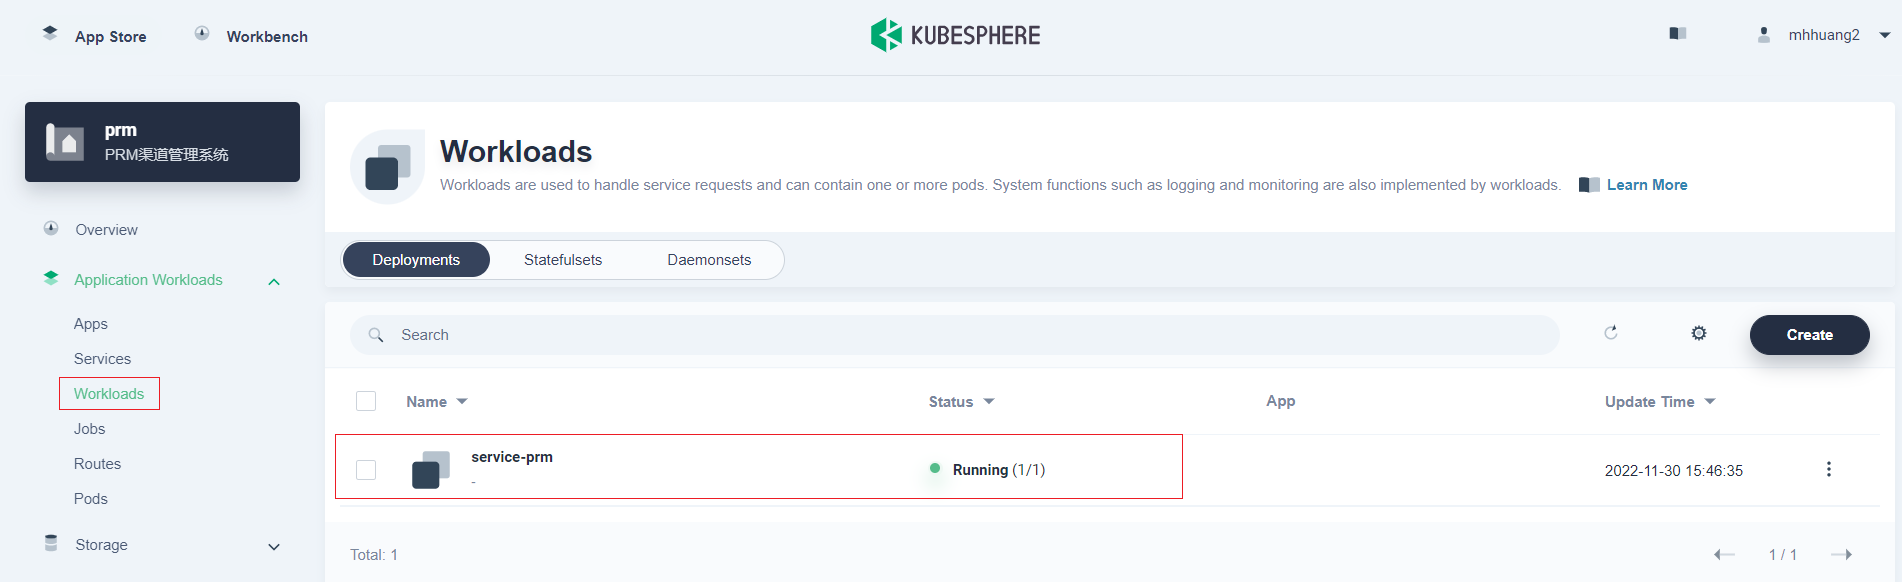 App Store
Workbench
KUBESPHERE
mhhuang2
prm
PRM渠道管理系统
Overview
Application Workloads
Apps
Services
Workloads
Jobs
Routes
Pods
Storage
Workloads
Workloads are used to handle service requests and can contain one or more pods. System functions such as logging and monitoring are also implemented by workloads. Learn More
Deployments Statefulsets Daemonsets
Search
Create
Name Status App Update Time
service-prm
-
Running (1/1)
2022-11-30 15:46:35
Total: 1
1 / 1